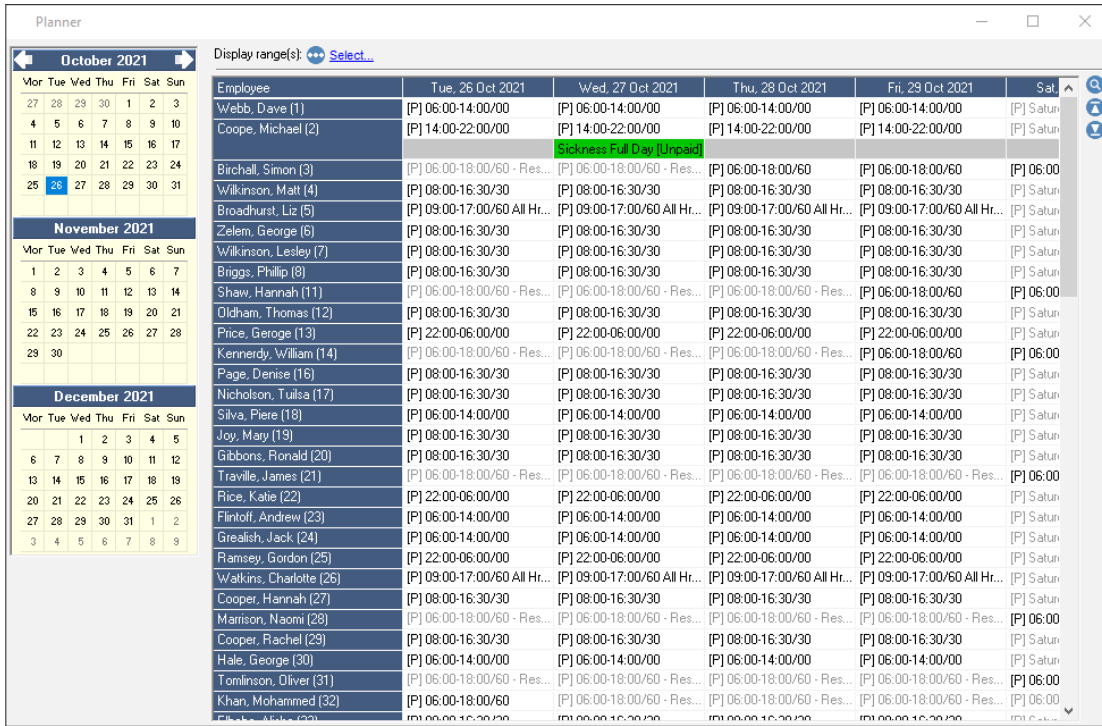 Planner
October 2021
Mor Tue Wed Thu Fri Sat Sun
27 28 29 30 1 2 3
4 5 6 7 8 9 10
11 12 13 14 15 16 17
18 19 20 21 22 23 24
25 26 27 28 29 30 31
November 2021
Mor Tue Wed Thu Fri Sat Sun
1 2 3 4 5 6 7
8 9 10 11 12 13 14
15 16 17 18 19 20 21
22 23 24 25 26 27 28
29 30
December 2021
Mor Tue Wed Thu Fri Sat Sun
1 2 3 4 5
6 7 8 9 10 11 12
13 14 15 16 17 18 19
20 21 22 23 24 25 26
27 28 29 30 31 1 2
3 4 5 6 7 8 9
Display range(s): Select...
Employee Tue, 26 Oct 2021 Wed, 27 Oct 2021 Thu, 28 Oct 2021 Fri, 29 Oct 2021 Sat,
Webb, Dave (1) [P] 06:00-14:00/00 [P] 06:00-14:00/00 [P] 06:00-14:00/00 [P] 06:00-14:00/00 [P] Satur
Coope, Michael (2) [P] 14:00-22:00/00 [P] 14:00-22:00/00 [P] 14:00-22:00/00 [P] 14:00-22:00/00 [P] Satur
Sickness Full Day [Unpaid]
Birchall, Simon (3) [P] 06:00-18:00/60 - Res... [P] 06:00-18:00/60 - Res... [P] 06:00-18:00/60 [P] 06:00-18:00/60 [P] 06:00
Wilkinson, Matt (4) [P] 08:00-16:30/30 [P] 08:00-16:30/30 [P] 08:00-16:30/30 [P] 08:00-16:30/30 [P] Satur
Broadhurst, Liz (5) [P] 09:00-17:00/60 All Hr... [P] 09:00-17:00/60 All Hr... [P] 09:00-17:00/60 All Hr... [P] 09:00-17:00/60 All Hr... [P] Satur
Zelem, George (6) [P] 08:00-16:30/30 [P] 08:00-16:30/30 [P] 08:00-16:30/30 [P] 08:00-16:30/30 [P] Satur
Wilkinson, Lesley (7) [P] 08:00-16:30/30 [P] 08:00-16:30/30 [P] 08:00-16:30/30 [P] 08:00-16:30/30 [P] Satur
Briggs, Phillip (8) [P] 08:00-16:30/30 [P] 08:00-16:30/30 [P] 08:00-16:30/30 [P] 08:00-16:30/30 [P] Satur
Shaw, Hannah (11) [P] 06:00-18:00/60 - Res... [P] 06:00-18:00/60 - Res... [P] 06:00-18:00/60 - Res... [P] 06:00-18:00/60 [P] 06:00
Oldham, Thomas (12) [P] 08:00-16:30/30 [P] 08:00-16:30/30 [P] 08:00-16:30/30 [P] 08:00-16:30/30 [P] Satur
Price, Geroge (13) [P] 22:00-06:00/00 [P] 22:00-06:00/00 [P] 22:00-06:00/00 [P] 22:00-06:00/00 [P] Satur
Kennerdy, William (14) [P] 06:00-18:00/60 - Res... [P] 06:00-18:00/60 - Res... [P] 06:00-18:00/60 - Res... [P] 06:00-18:00/60 [P] 06:00
Page, Denise (16) [P] 08:00-16:30/30 [P] 08:00-16:30/30 [P] 08:00-16:30/30 [P] 08:00-16:30/30 [P] Satur
Nicholson, Tuilsa (17) [P] 08:00-16:30/30 [P] 08:00-16:30/30 [P] 08:00-16:30/30 [P] 08:00-16:30/30 [P] Satur
Silva, Piere (18) [P] 06:00-14:00/00 [P] 06:00-14:00/00 [P] 06:00-14:00/00 [P] 06:00-14:00/00 [P] Satur
Joy, Mary (19) [P] 08:00-16:30/30 [P] 08:00-16:30/30 [P] 08:00-16:30/30 [P] 08:00-16:30/30 [P] Satur
Gibbons, Ronald (20) [P] 08:00-16:30/30 [P] 08:00-16:30/30 [P] 08:00-16:30/30 [P] 08:00-16:30/30 [P] Satur
Traville, James (21) [P] 06:00-18:00/60 - Res... [P] 06:00-18:00/60 - Res... [P] 06:00-18:00/60 - Res... [P] 06:00-18:00/60 - Res... [P] 06:00
Rice, Katie (22) [P] 22:00-06:00/00 [P] 22:00-06:00/00 [P] 22:00-06:00/00 [P] 22:00-06:00/00 [P] Satur
Flintoff, Andrew (23) [P] 06:00-14:00/00 [P] 06:00-14:00/00 [P] 06:00-14:00/00 [P] 06:00-14:00/00 [P] Satur
Grealish, Jack (24) [P] 06:00-14:00/00 [P] 06:00-14:00/00 [P] 06:00-14:00/00 [P] 06:00-14:00/00 [P] Satur
Ramsey, Gordon (25) [P] 22:00-06:00/00 [P] 22:00-06:00/00 [P] 22:00-06:00/00 [P] 22:00-06:00/00 [P] Satur
Watkins, Charlotte (26) [P] 09:00-17:00/60 All Hr... [P] 09:00-17:00/60 All Hr... [P] 09:00-17:00/60 All Hr... [P] 09:00-17:00/60 All Hr... [P] Satur
Cooper, Hannah (27) [P] 08:00-16:30/30 [P] 08:00-16:30/30 [P] 08:00-16:30/30 [P] 08:00-16:30/30 [P] Satur
Marrison, Naomi (28) [P] 06:00-18:00/60 - Res... [P] 06:00-18:00/60 - Res... [P] 06:00-18:00/60 - Res... [P] 06:00-18:00/60 - Res... [P] 06:00
Cooper, Rachel (29) [P] 08:00-16:30/30 [P] 08:00-16:30/30 [P] 08:00-16:30/30 [P] 08:00-16:30/30 [P] Satur
Hale, George (30) [P] 06:00-14:00/00 [P] 06:00-14:00/00 [P] 06:00-14:00/00 [P] 06:00-14:00/00 [P] Satur
Tomlinson, Oliver (31) [P] 06:00-18:00/60 - Res... [P] 06:00-18:00/60 - Res... [P] 06:00-18:00/60 - Res... [P] 06:00-18:00/60 - Res... [P] 06:00
Khan, Mohammed (32) [P] 06:00-18:00/60 [P] 06:00-18:00/60 - Res... [P] 06:00-18:00/60 - Res... [P] 06:00-18:00/60 - Res... [P] 06:00